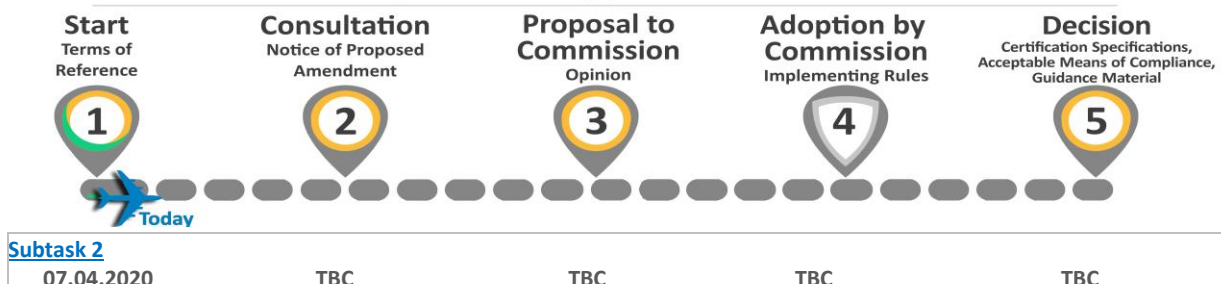 Start
Terms of
Reference
Consultation
Notice of Proposed
Amendment
Proposal to
Commission
Opinion
Adoption by
Commission
Implementing Rules
Decision
Certification Specifications,
Acceptable Means of Compliance,
Guidance Material
1
2
3
4
5
Today
Subtask 2
07.04.2020 TBC TBC TBC TBC